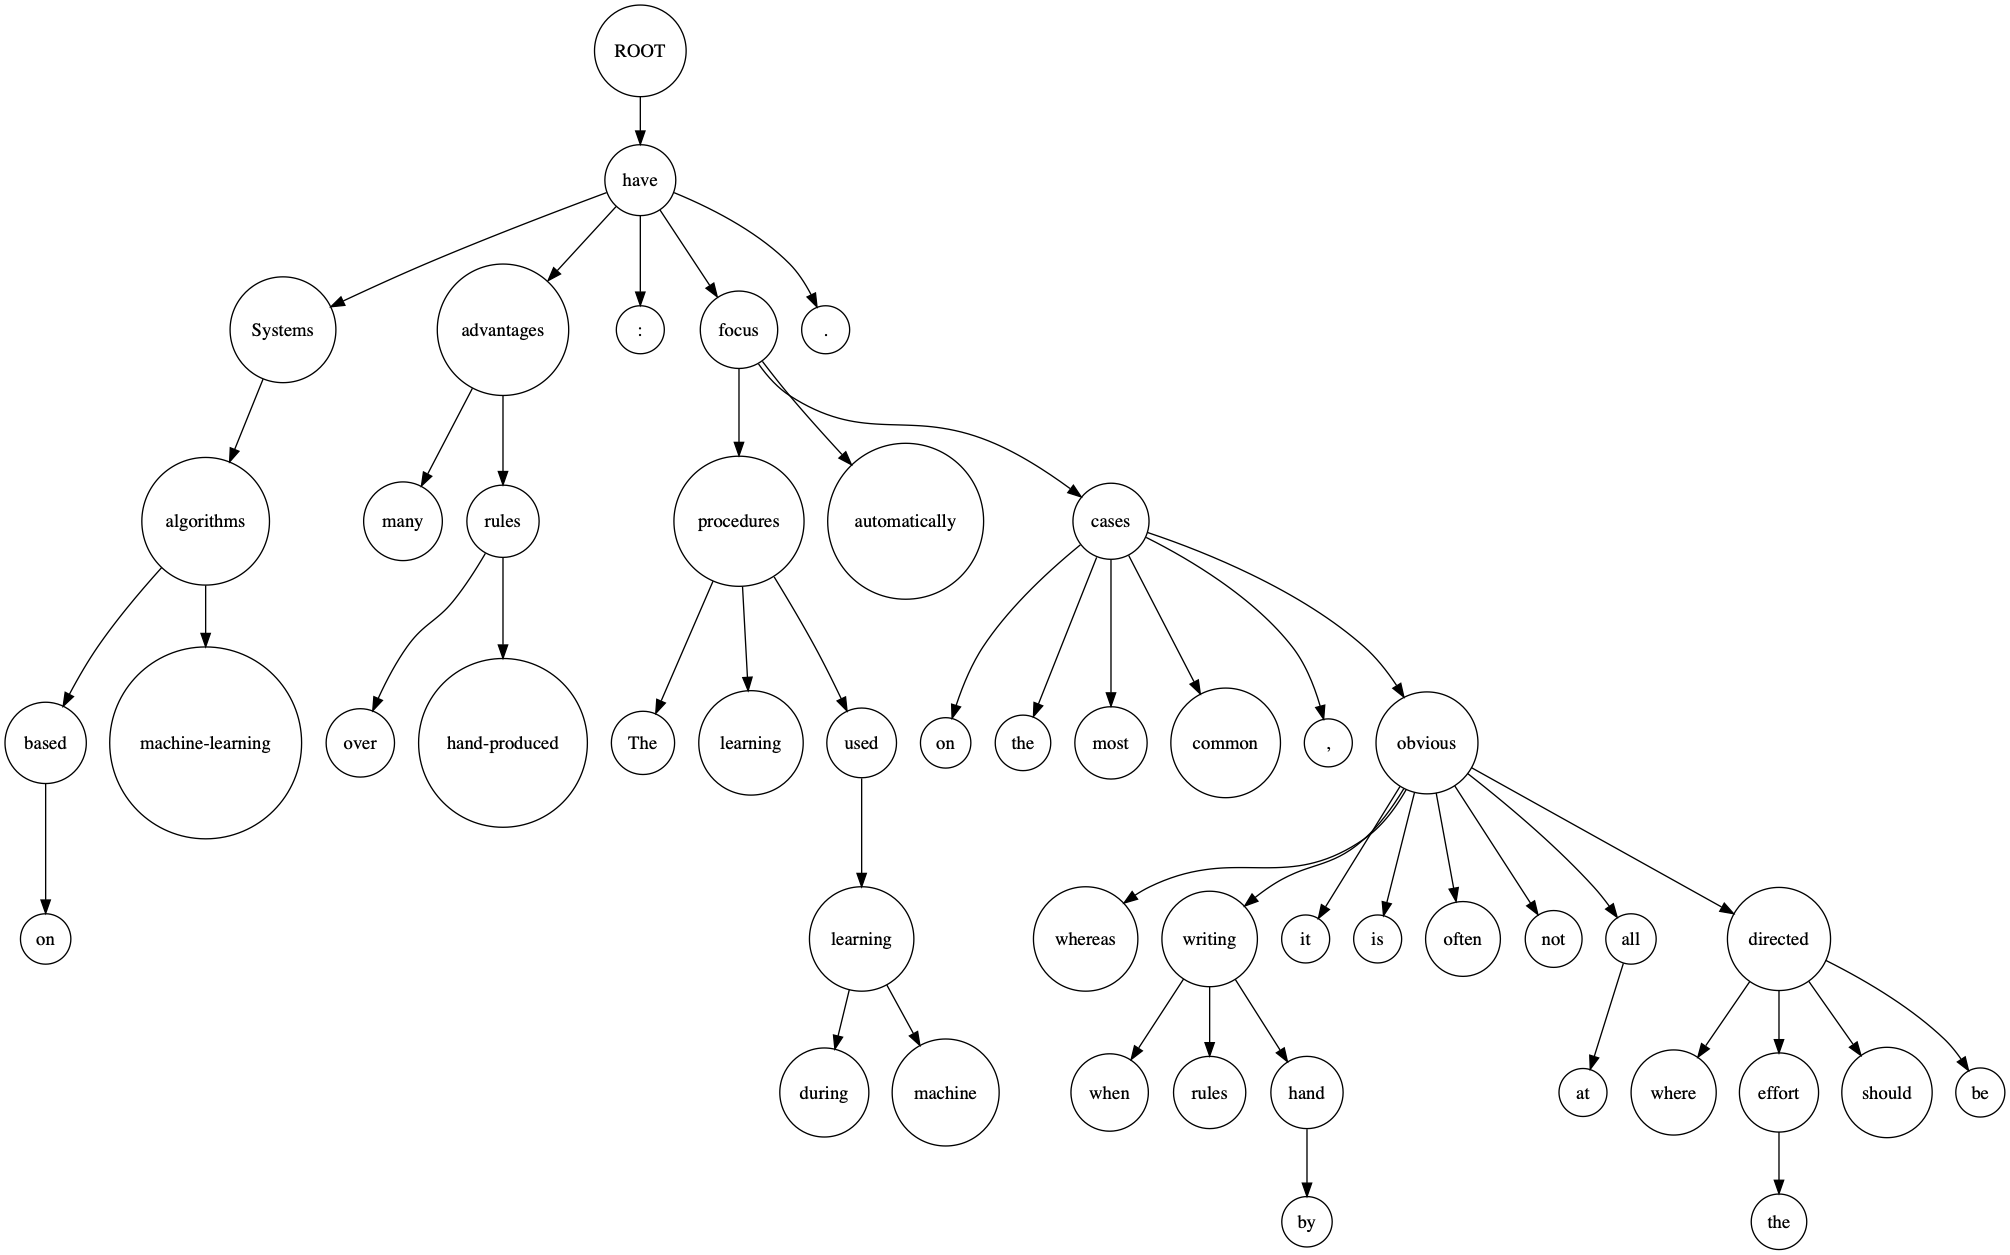 ROOT
have
Systems advantages : focus .
algorithms many rules procedures automatically cases
based machine-learning over hand-produced The learning used on the most common , obvious
on learning whereas writing it is often not all directed
during machine when rules hand at where effort should be
by the